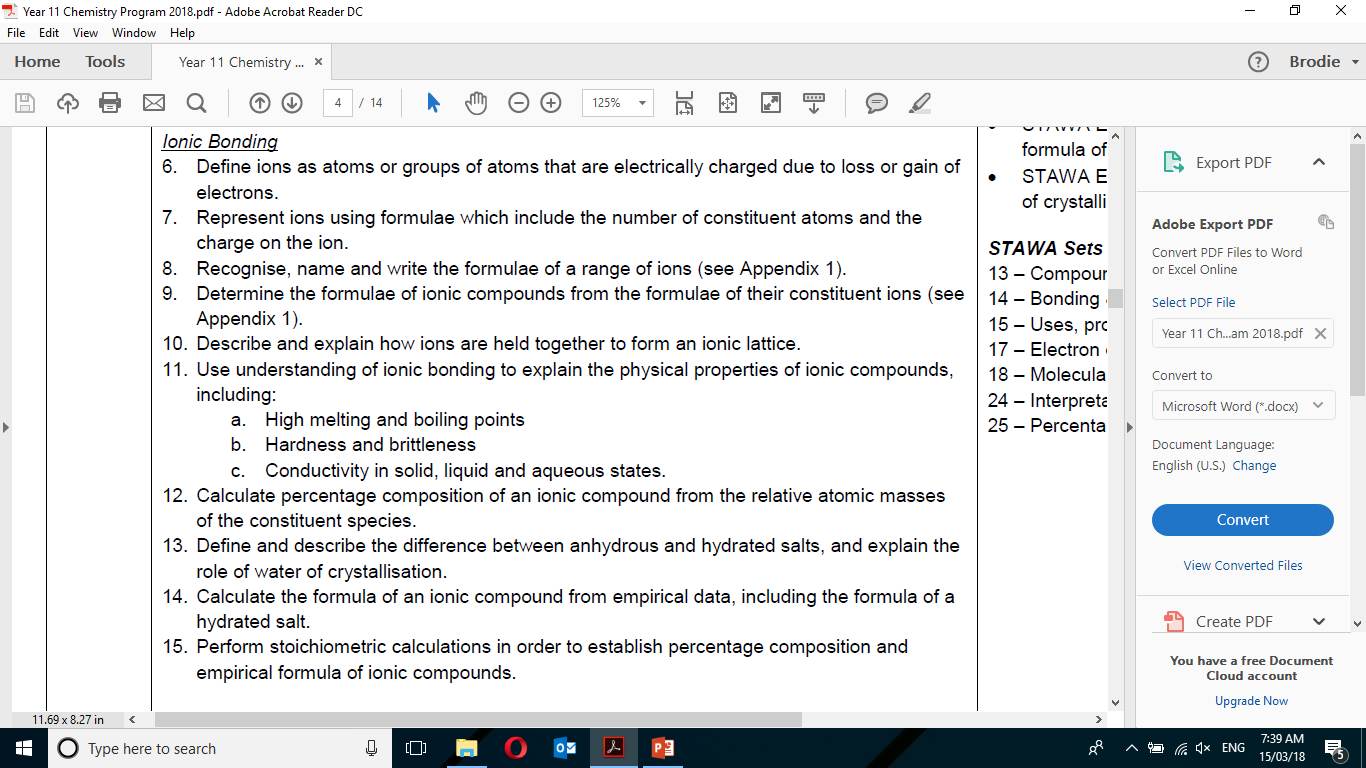 Year 11 Chemistry Program 2018.pdf - Adobe Acrobat Reader DC
File Edit View Window Help
Home Tools Year 11 Chemistry ... × ? Brodie
4 / 14 125%
Ionic Bonding
6. Define ions as atoms or groups of atoms that are electrically charged due to loss or gain of
electrons.
7. Represent ions using formulae which include the number of constituent atoms and the
charge on the ion.
8. Recognise, name and write the formulae of a range of ions (see Appendix 1).
9. Determine the formulae of ionic compounds from the formulae of their constituent ions (see
Appendix 1).
10. Describe and explain how ions are held together to form an ionic lattice.
11. Use understanding of ionic bonding to explain the physical properties of ionic compounds,
including:
a. High melting and boiling points
b. Hardness and brittleness
c. Conductivity in solid, liquid and aqueous states.
12. Calculate percentage composition of an ionic compound from the relative atomic masses
of the constituent species.
13. Define and describe the difference between anhydrous and hydrated salts, and explain the
role of water of crystallisation.
14. Calculate the formula of an ionic compound from empirical data, including the formula of a
hydrated salt.
15. Perform stoichiometric calculations in order to establish percentage composition and
empirical formula of ionic compounds.
• STAWA E
formula of
• STAWA E
of crystalli
STAWA Sets
13 – Compour
14 – Bonding
15 – Uses, pro
17 – Electron
18 – Molecula
24 – Interpreta
25 – Percenta
Export PDF
Adobe Export PDF
Convert PDF Files to Word
or Excel Online
Select PDF File
Year 11 Ch...am 2018.pdf ×
Convert to
Microsoft Word (*.docx)
Document Language:
English (U.S.) Change
Convert
View Converted Files
Create PDF
You have a free Document
Cloud account
Upgrade Now
11.69 x 8.27 in
Type here to search
ENG
7:39 AM
15/03/18
5